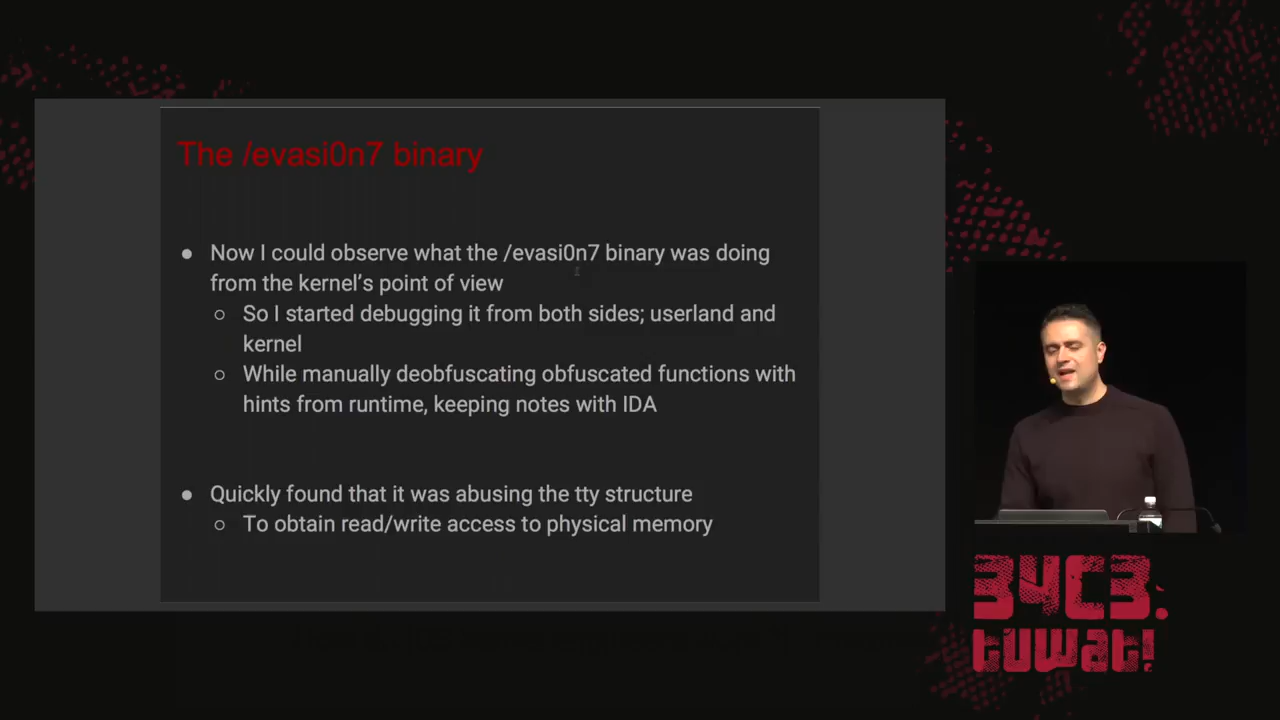 The /evasi0n7 binary
● Now I could observe what the /evasi0n7 binary was doing
from the kernel's point of view
○ So I started debugging it from both sides; userland and
kernel
○ While manually deobfuscating obfuscated functions with
hints from runtime, keeping notes with IDA
● Quickly found that it was abusing the tty structure
○ To obtain read/write access to physical memory
34C3.
tuwat!